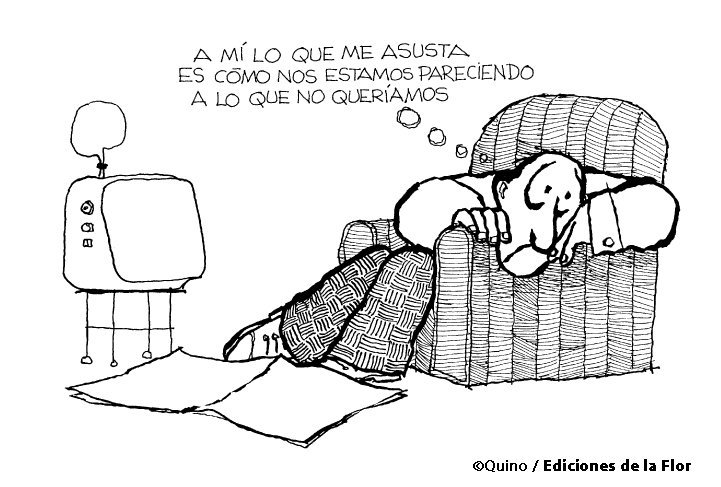 A MÍ LO QUE ME ASUSTA
ES CÓMO NOS ESTAMOS PARECIENDO
A LO QUE NO QUERÍAMOS
©Quino / Ediciones de la Flor